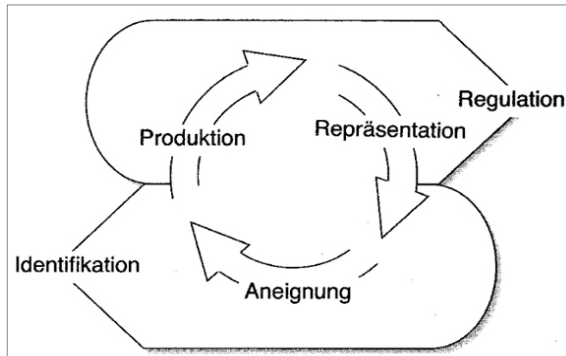 Regulation
Produktion
Repräsentation
Identifikation
Aneignung